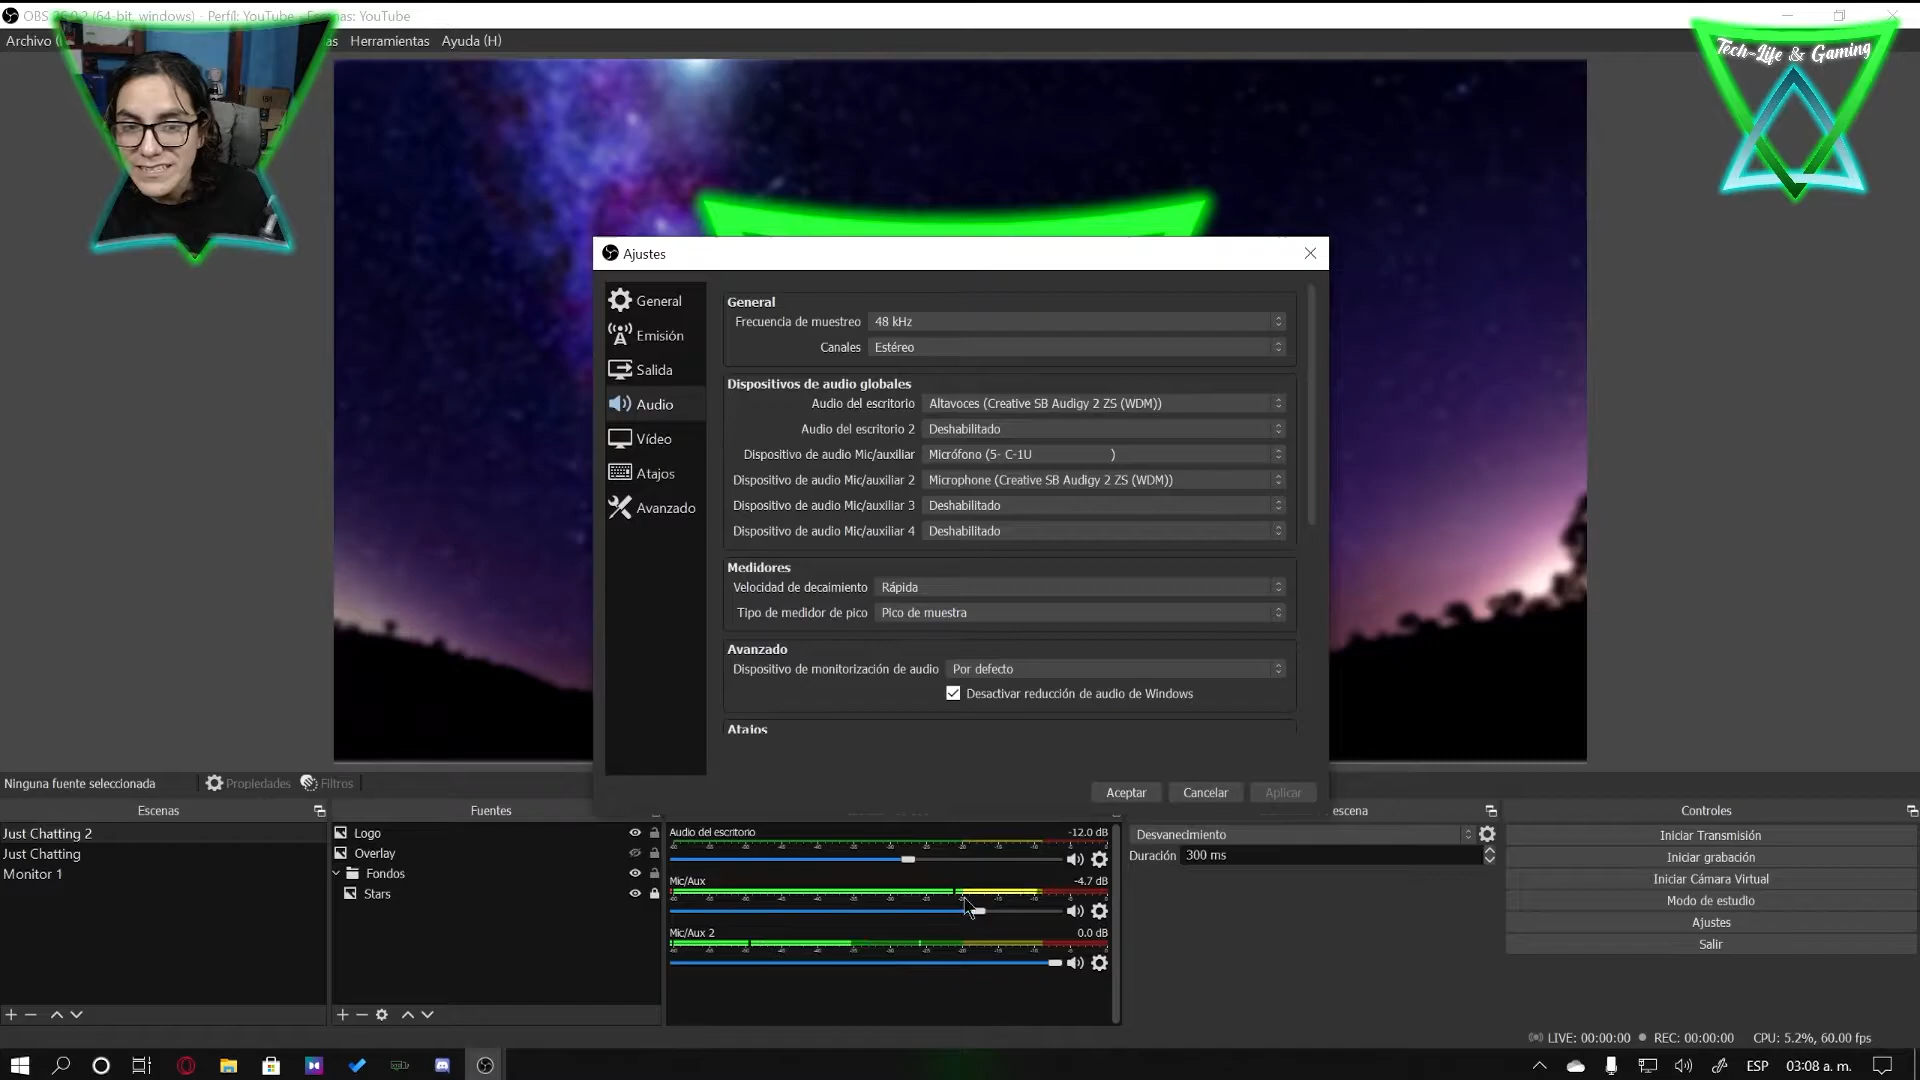 OBS
(64-bit, windows) - Perfil: YouTube -
as: YouTube
Archivo
as
Herramientas
Ayuda (H)
Tech-Life & Gaming
Ajustes
General
Emisión
Salida
Audio
Vídeo
Atajos
Avanzado
General
Frecuencia de muestreo 48 kHz
Canales Estéreo
Dispositivos de audio globales
Audio del escritorio Altavoces (Creative SB Audigy 2 ZS (WDM))
Audio del escritorio 2 Deshabilitado
Dispositivo de audio Mic/auxiliar Micrófono (5- C-1U )
Dispositivo de audio Mic/auxiliar 2 Microphone (Creative SB Audigy 2 ZS (WDM))
Dispositivo de audio Mic/auxiliar 3 Deshabilitado
Dispositivo de audio Mic/auxiliar 4 Deshabilitado
Medidores
Velocidad de decaimiento Rápida
Tipo de medidor de pico Pico de muestra
Avanzado
Dispositivo de monitorización de audio Por defecto
Desactivar reducción de audio de Windows
Atajos
Aceptar Cancelar Aplicar
Ninguna fuente seleccionada Propiedades Filtros
Escenas
Just Chatting 2
Just Chatting
Monitor 1
Fuentes
Logo
Overlay
Fondos
Stars
Audio del escritorio -12.0 dB
Mic/Aux -4.7 dB
Mic/Aux 2 0.0 dB
escena
Desvanecimiento
Duración 300 ms
Controles
Iniciar Transmisión
Iniciar grabación
Iniciar Cámara Virtual
Modo de estudio
Ajustes
Salir
LIVE: 00:00:00 REC: 00:00:00 CPU: 5.2%, 60.00 fps
ESP 03:08 a. m.